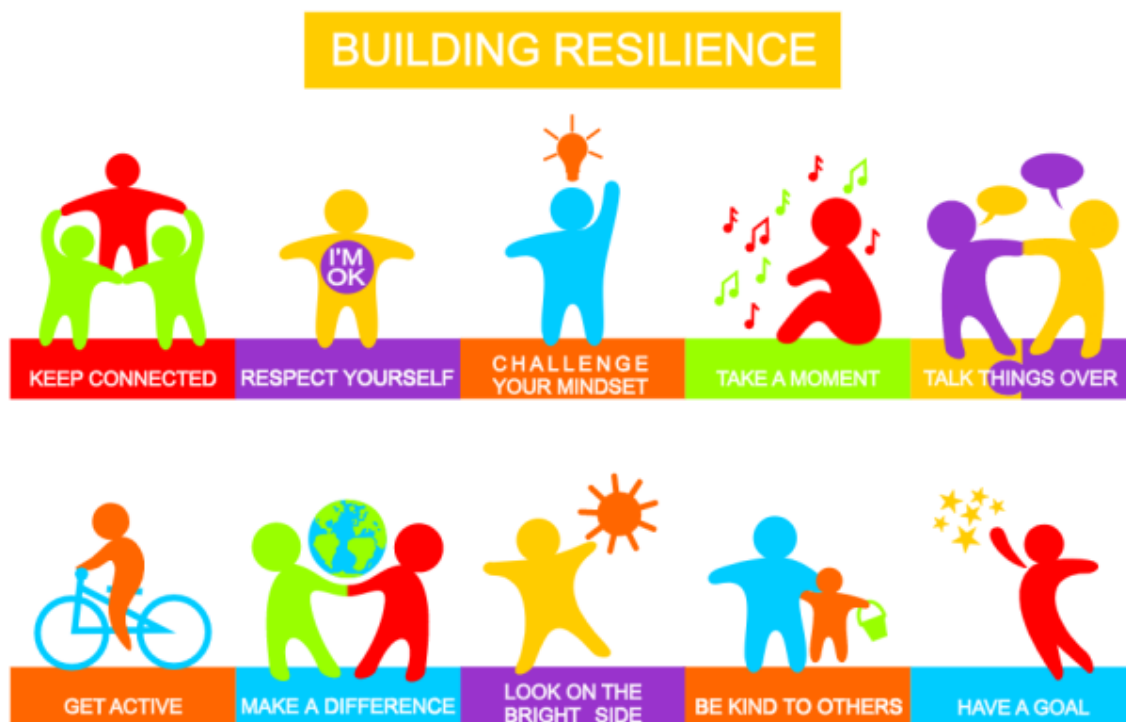 BUILDING RESILIENCE
I'M
OK
KEEP CONNECTED
RESPECT YOURSELF
CHALLENGE
YOUR MINDSET
TAKE A MOMENT
TALK THINGS OVER
GET ACTIVE
MAKE A DIFFERENCE
LOOK ON THE
BRIGHT SIDE
BE KIND TO OTHERS
HAVE A GOAL